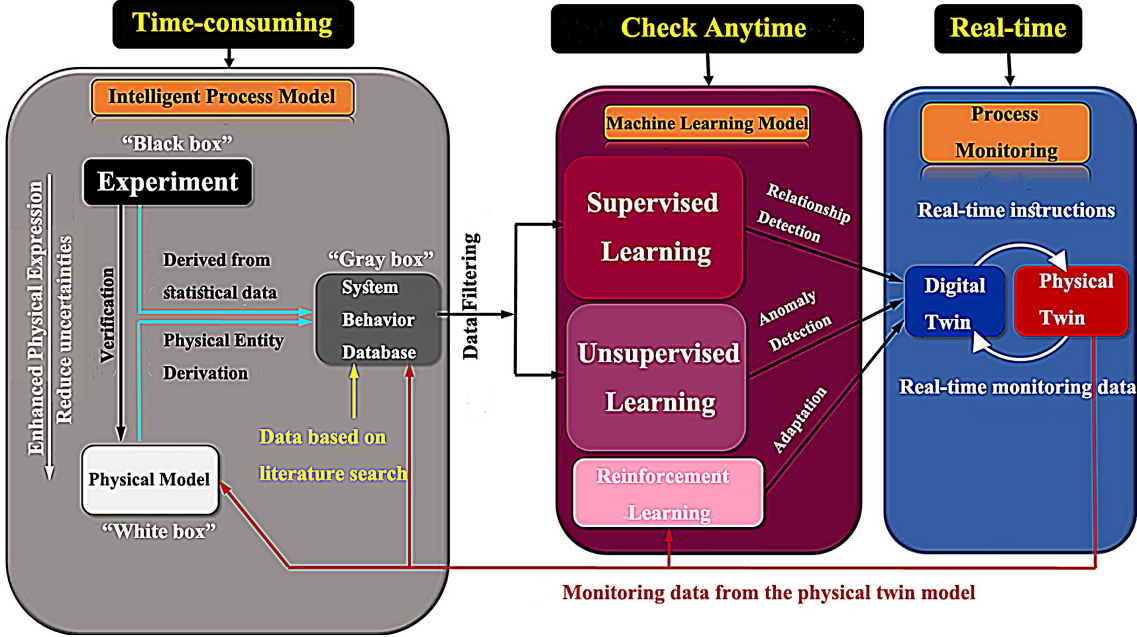 Time-consuming
Check Anytime
Real-time
Intelligent Process Model
“Black box”
Experiment
Enhanced Physical Expression
Reduce uncertainties
Verification
Derived from
statistical data
Physical Entity
Derivation
“Gray box”
System
Behavior
Database
Data based on
literature search
Physical Model
“White box”
Data Filtering
Machine Learning Model
Supervised
Learning
Unsupervised
Learning
Reinforcement
Learning
Relationship
Detection
Anomaly
Detection
Adaptation
Process
Monitoring
Real-time instructions
Digital
Twin
Physical
Twin
Real-time monitoring data
Monitoring data from the physical twin model